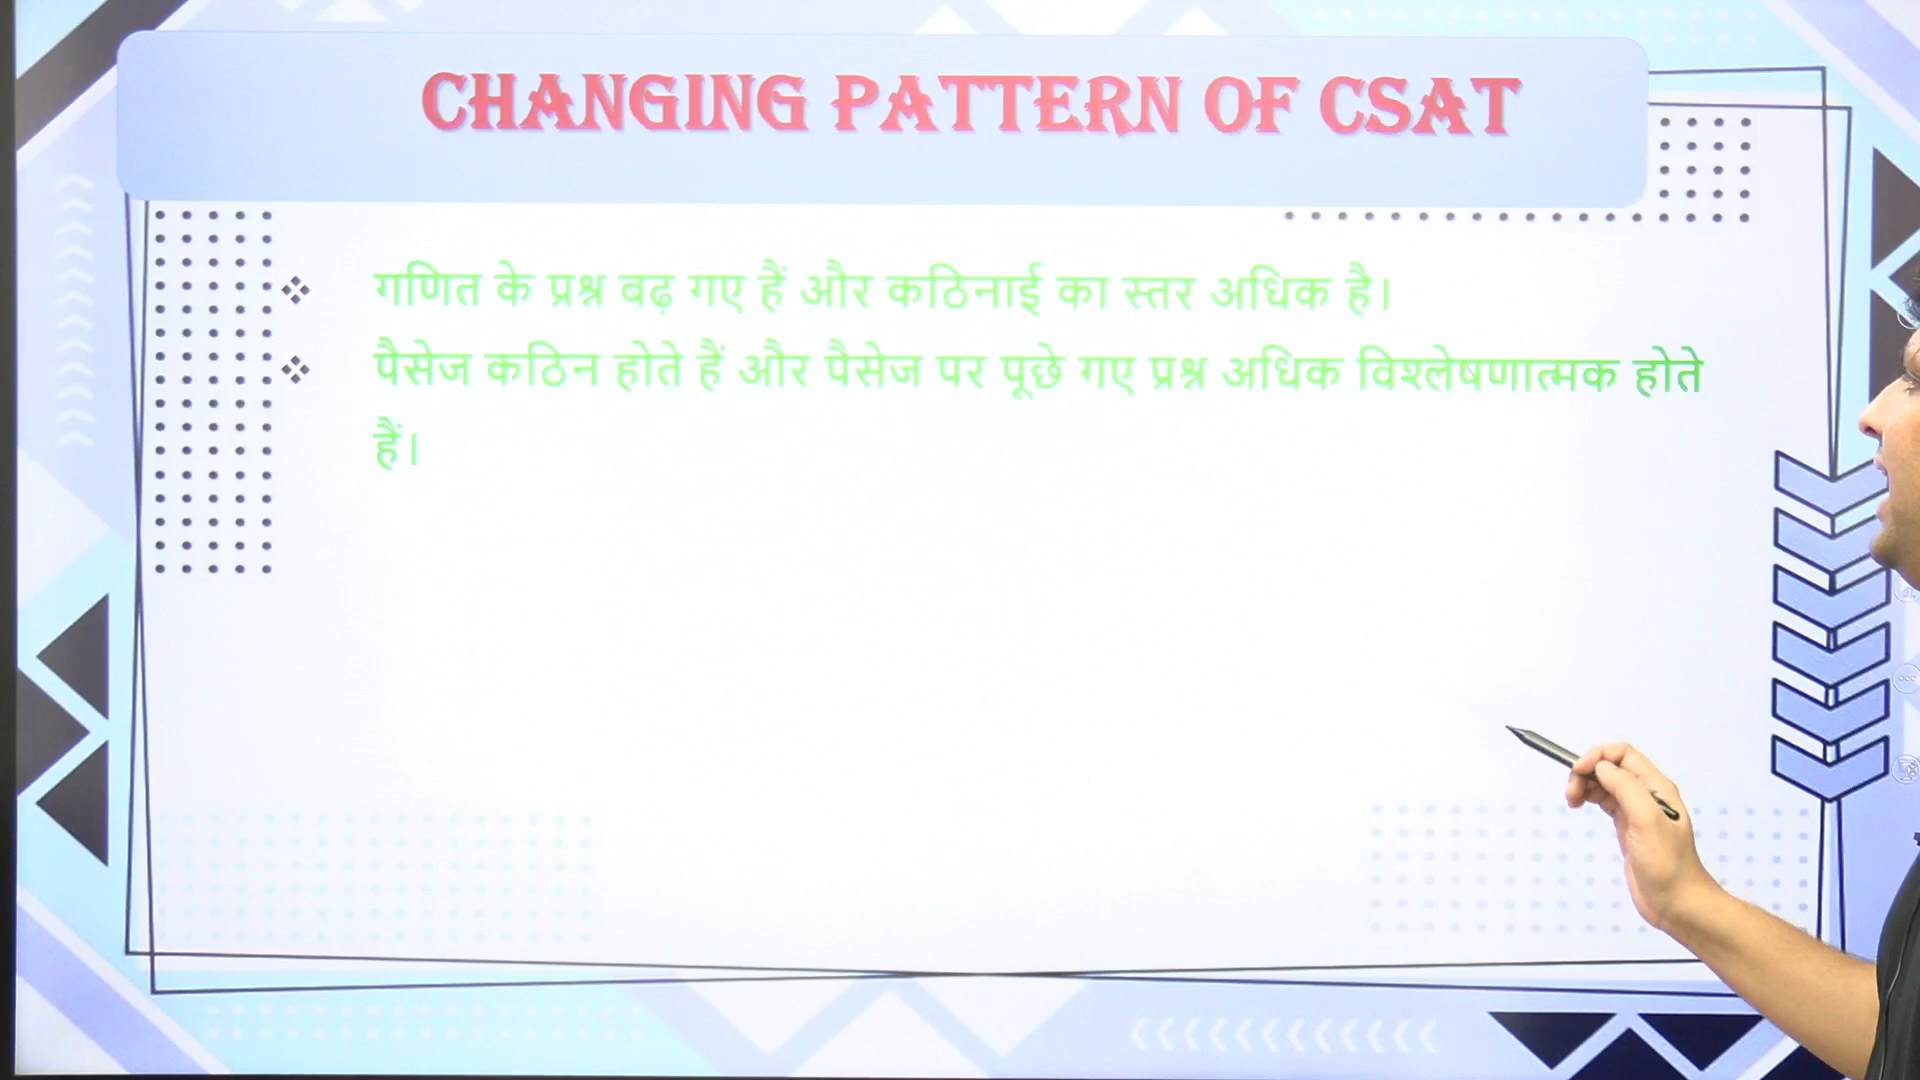 CHANGING PATTERN OF CSAT
❖ गणित के प्रश्न बढ़ गए हैं और कठिनाई का स्तर अधिक है।
❖ पैसेज कठिन होते हैं और पैसेज पर पूछे गए प्रश्न अधिक विश्लेषणात्मक होते
हैं।